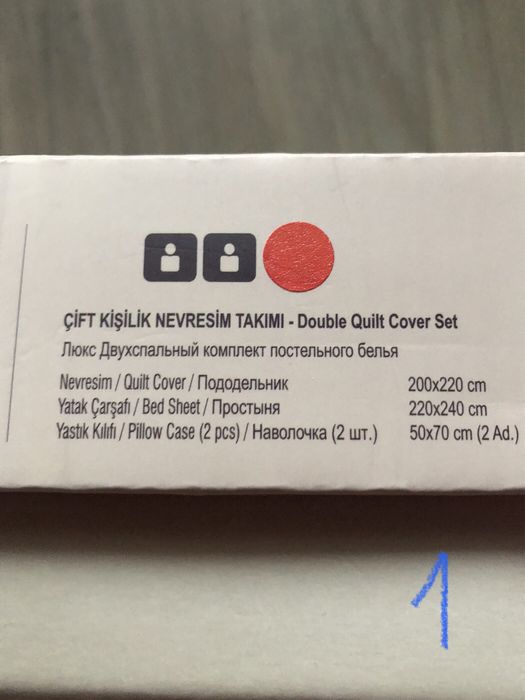 ÇİFT KİŞİLİK NEVRESİM TAKIMI - Double Quilt Cover Set
Люкс Двухспальный комплект постельного белья
Nevresim / Quilt Cover / Пододельник 200x220 cm
Yatak Çarşafı / Bed Sheet / Простыня 220x240 cm
Yastık Kılıfı / Pillow Case (2 pcs) / Наволочка (2 шт.) 50x70 cm (2 Ad.)
1